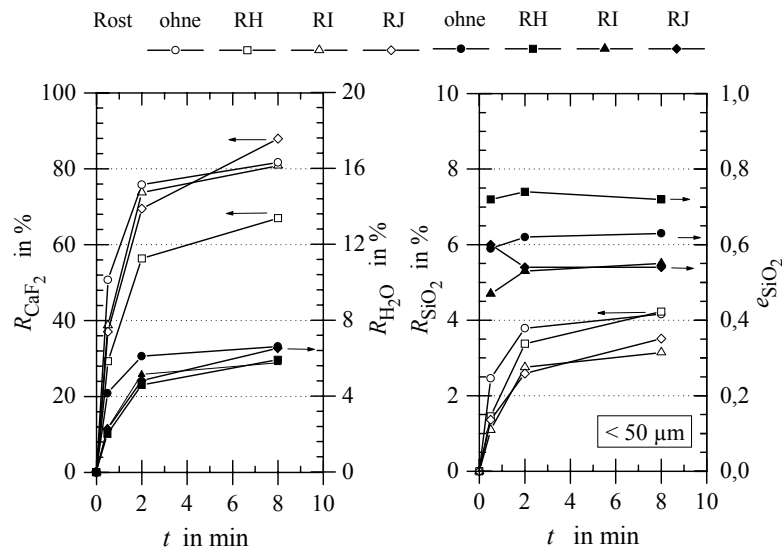 Rost ohne RH RI RJ ohne RH RI RJ
100
80
60
40
20
0
R_CaF₂ in %
20
16
12
8
4
0
R_H₂O in %
0 2 4 6 8 10
t in min
10
8
6
4
2
0
R_SiO₂ in %
1,0
0,8
0,6
0,4
0,2
0,0
e_SiO₂
< 50 µm
0 2 4 6 8 10
t in min